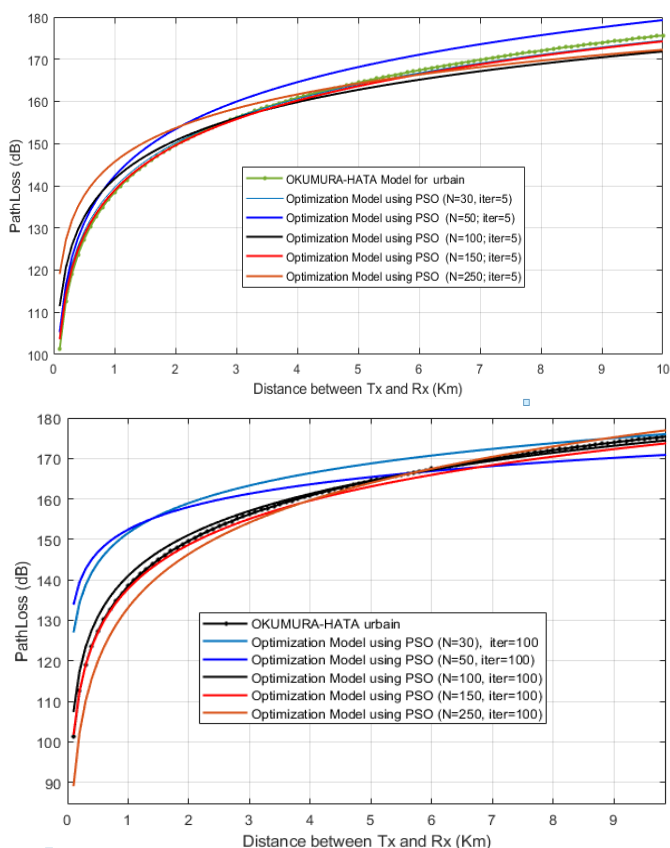 180
170
160
150
140
130
120
110
100
PathLoss (dB)
OKUMURA-HATA Model for urbain
Optimization Model using PSO (N=30, iter=5)
Optimization Model using PSO (N=50; iter=5)
Optimization Model using PSO (N=100; iter=5)
Optimization Model using PSO (N=150; iter=5)
Optimization Model using PSO (N=250; iter=5)
0 1 2 3 4 5 6 7 8 9 10
Distance between Tx and Rx (Km)
180
170
160
150
140
130
120
110
100
90
PathLoss (dB)
OKUMURA-HATA urbain
Optimization Model using PSO (N=30), iter=100
Optimization Model using PSO (N=50, iter=100)
Optimization Model using PSO (N=100, iter=100)
Optimization Model using PSO (N=150, iter=100)
Optimization Model using PSO (N=250, iter=100)
0 1 2 3 4 5 6 7 8 9
Distance between Tx and Rx (Km)